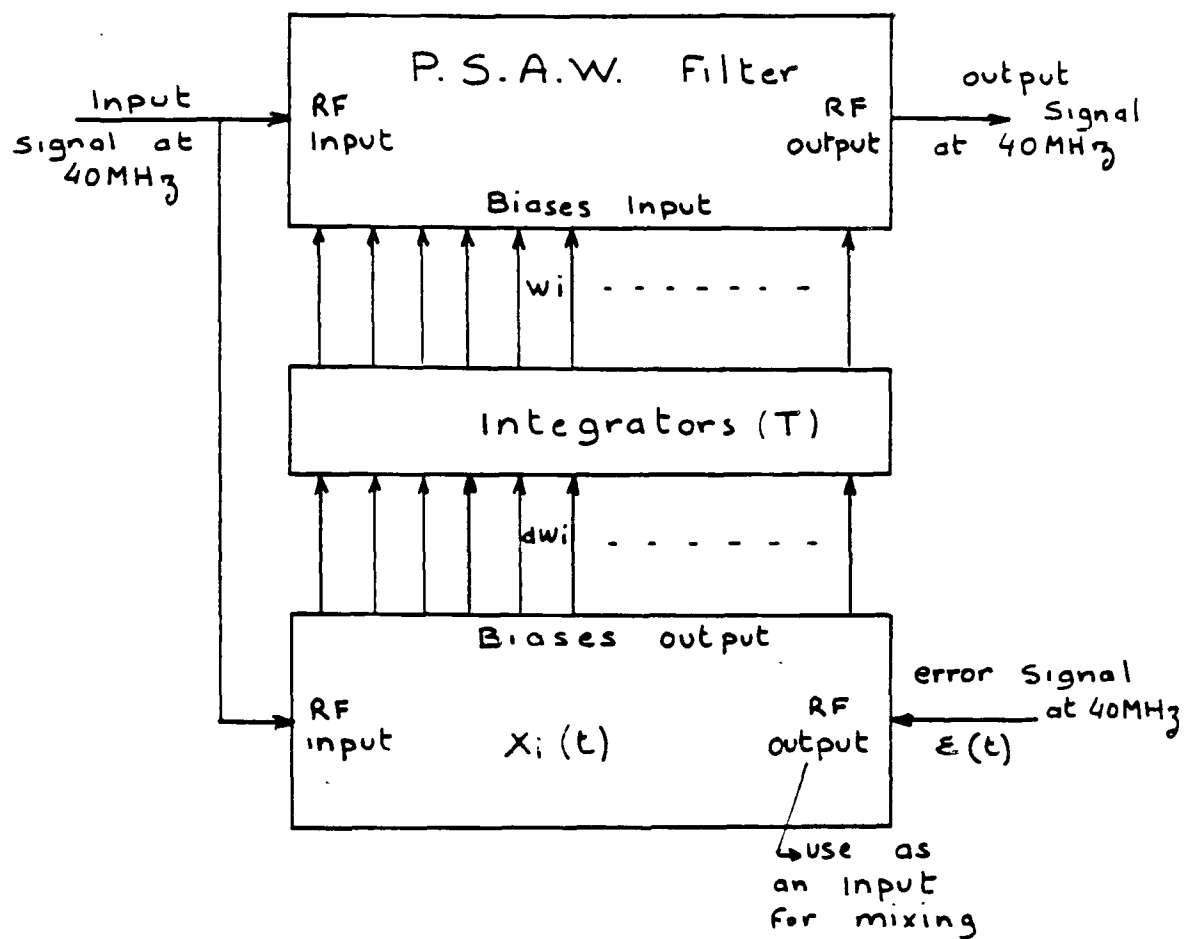 P.S.A.W. Filter
Input
signal at
40MHz
RF
Input
RF
output
output
signal
at 40MHz
Biases Input
wi
Integrators (T)
dwi
Biases output
RF
input
Xi(t)
RF
output
error signal
at 40MHz
ε(t)
↳use as
an input
for mixing